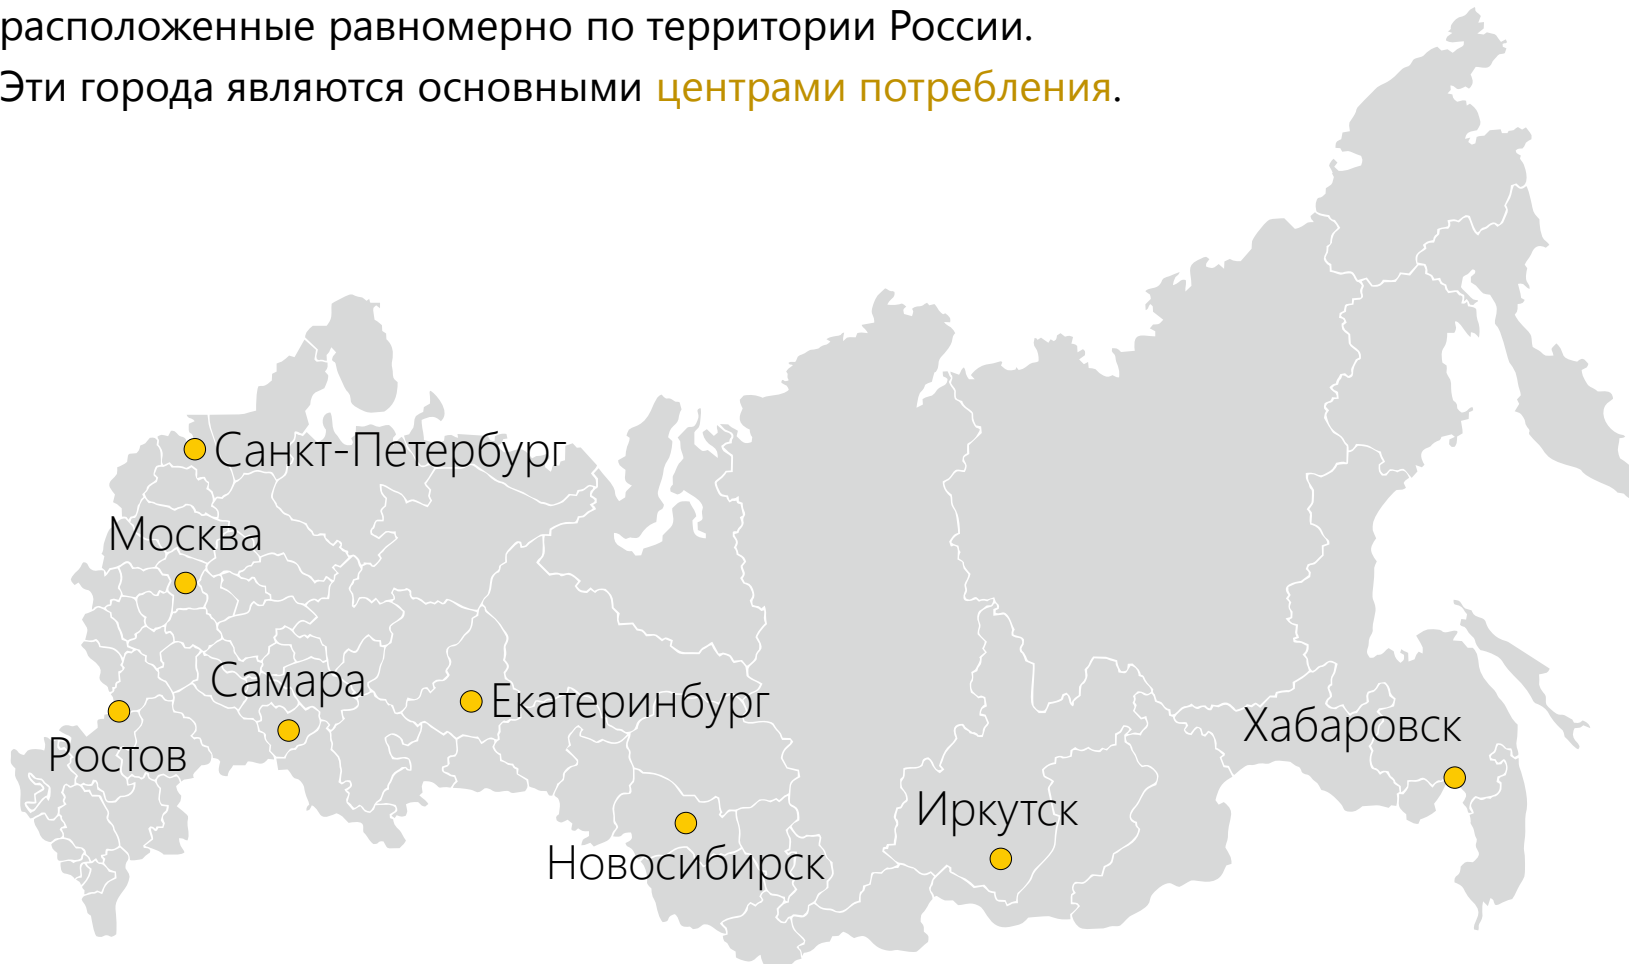 расположенные равномерно по территории России.
Эти города являются основными центрами потребления.
Санкт-Петербург
Москва
Самара
Екатеринбург
Ростов
Хабаровск
Иркутск
Новосибирск